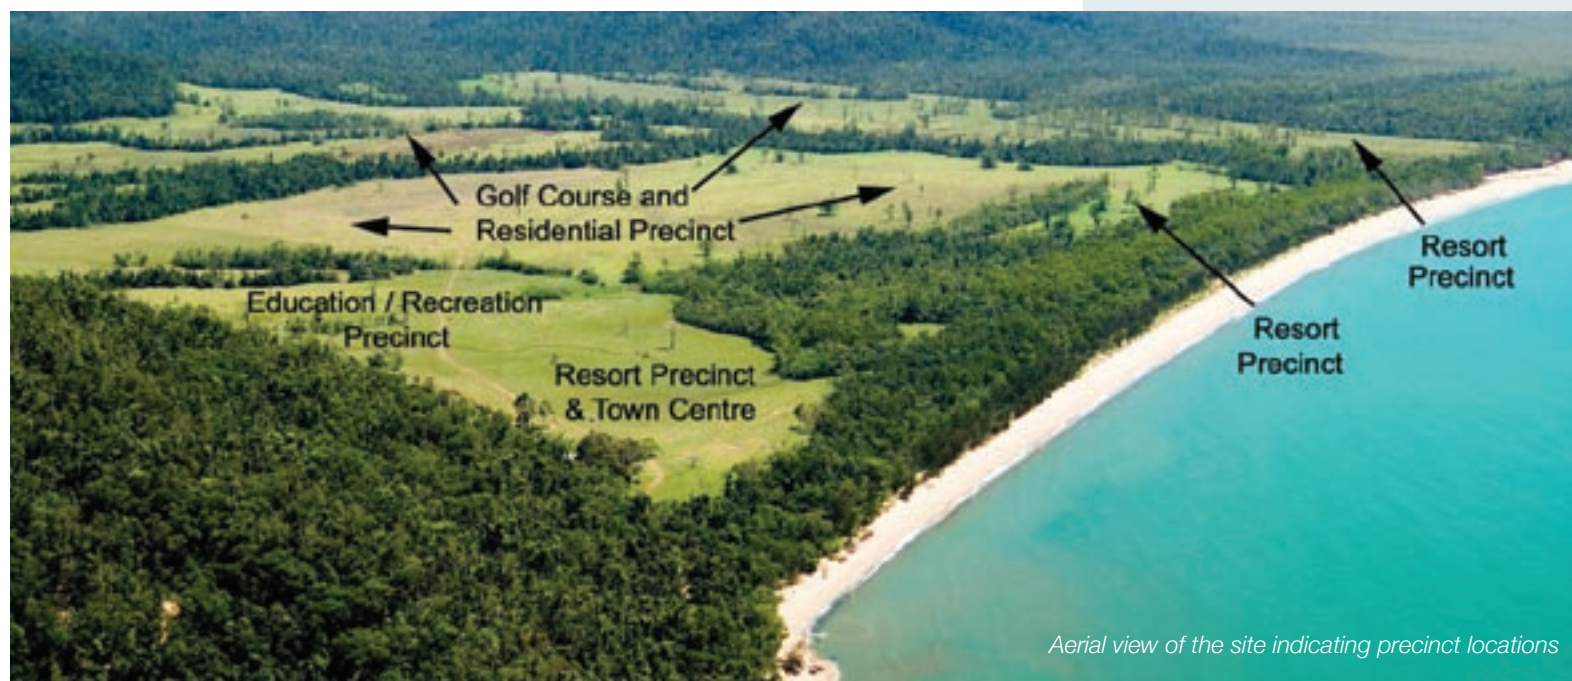 Golf Course and
Residential Precinct
Resort
Precinct
Education / Recreation
Precinct
Resort
Precinct
Resort Precinct
& Town Centre
Aerial view of the site indicating precinct locations